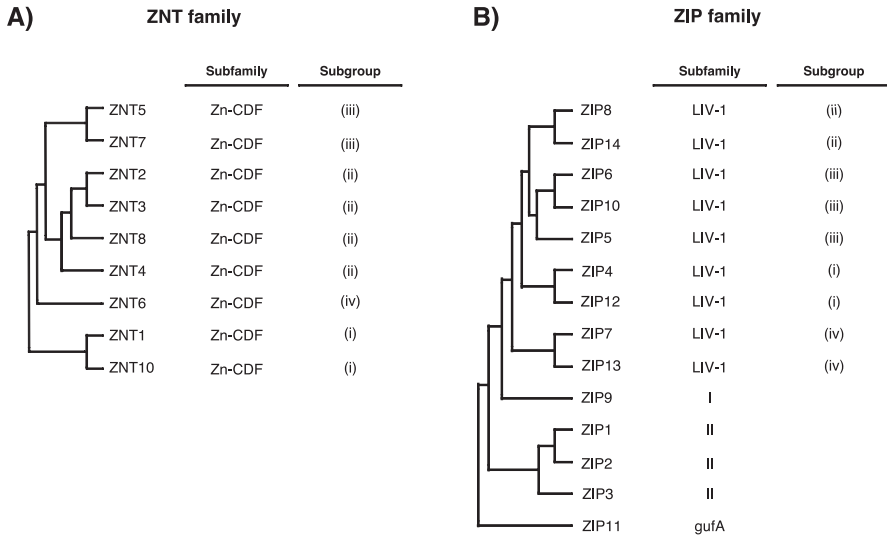 A) ZNT family
Subfamily Subgroup
ZNT5 Zn-CDF (iii)
ZNT7 Zn-CDF (iii)
ZNT2 Zn-CDF (ii)
ZNT3 Zn-CDF (ii)
ZNT8 Zn-CDF (ii)
ZNT4 Zn-CDF (ii)
ZNT6 Zn-CDF (iv)
ZNT1 Zn-CDF (i)
ZNT10 Zn-CDF (i)
B) ZIP family
Subfamily Subgroup
ZIP8 LIV-1 (ii)
ZIP14 LIV-1 (ii)
ZIP6 LIV-1 (iii)
ZIP10 LIV-1 (iii)
ZIP5 LIV-1 (iii)
ZIP4 LIV-1 (i)
ZIP12 LIV-1 (i)
ZIP7 LIV-1 (iv)
ZIP13 LIV-1 (iv)
ZIP9 I
ZIP1 II
ZIP2 II
ZIP3 II
ZIP11 gufA